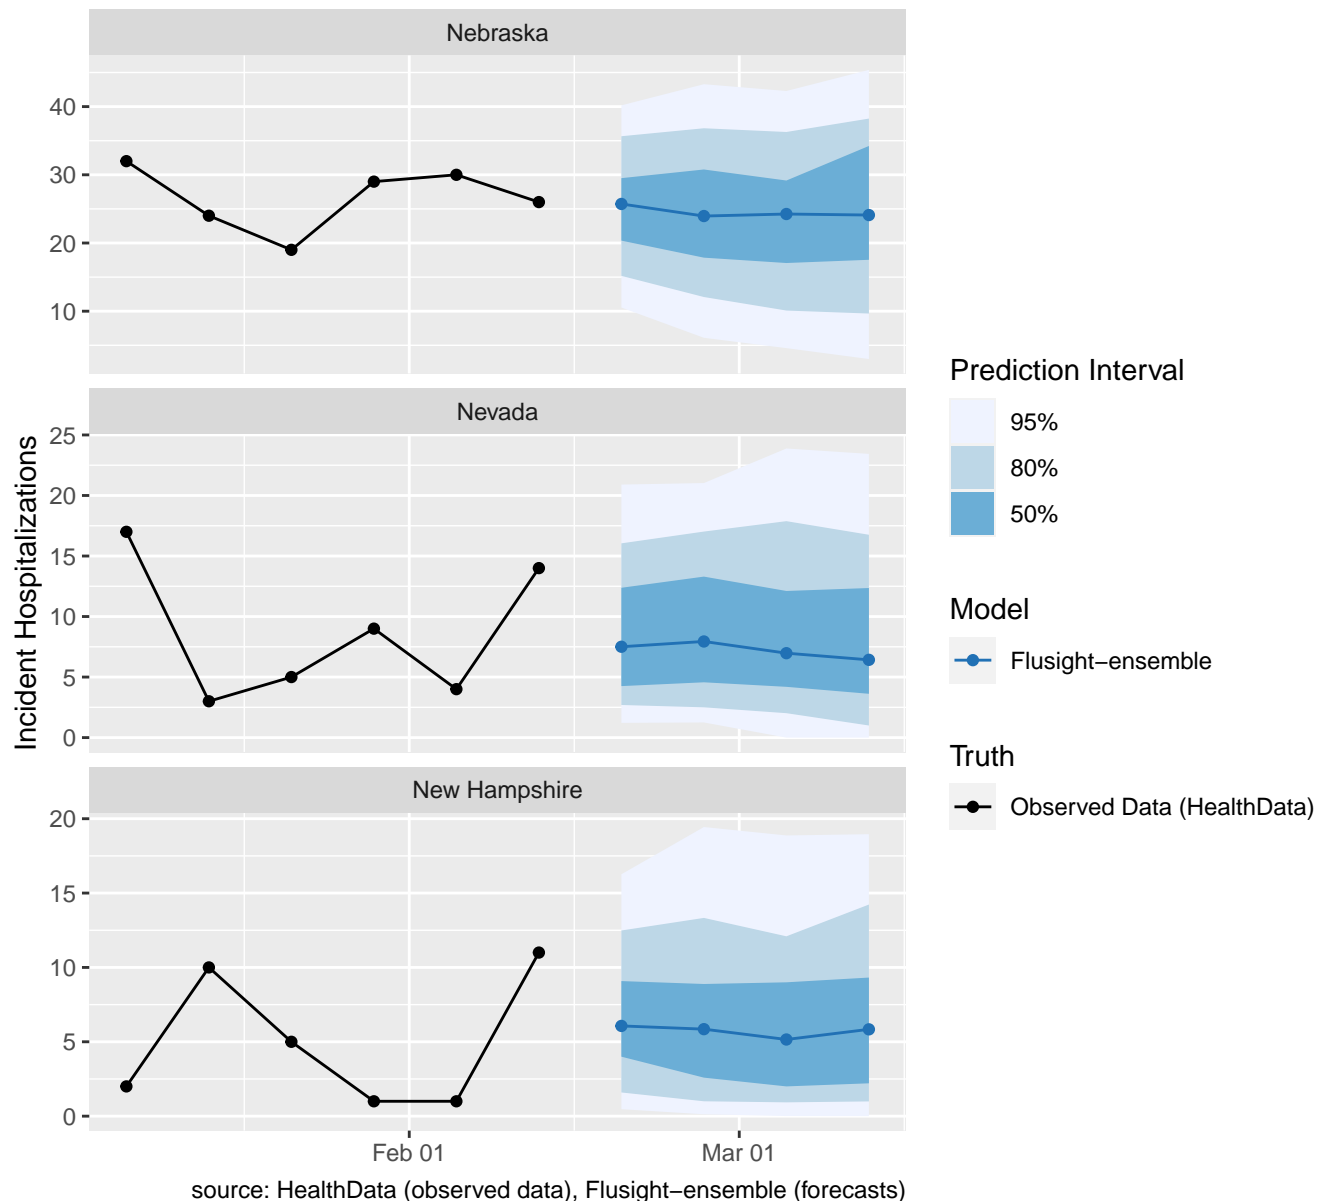 Nebraska
40
30
20
10
Nevada
25
20
15
10
5
0
New Hampshire
20
15
10
5
0
Feb 01
Mar 01
Incident Hospitalizations
source: HealthData (observed data), Flusight−ensemble (forecasts)
Prediction Interval
95%
80%
50%
Model
Flusight−ensemble
Truth
Observed Data (HealthData)